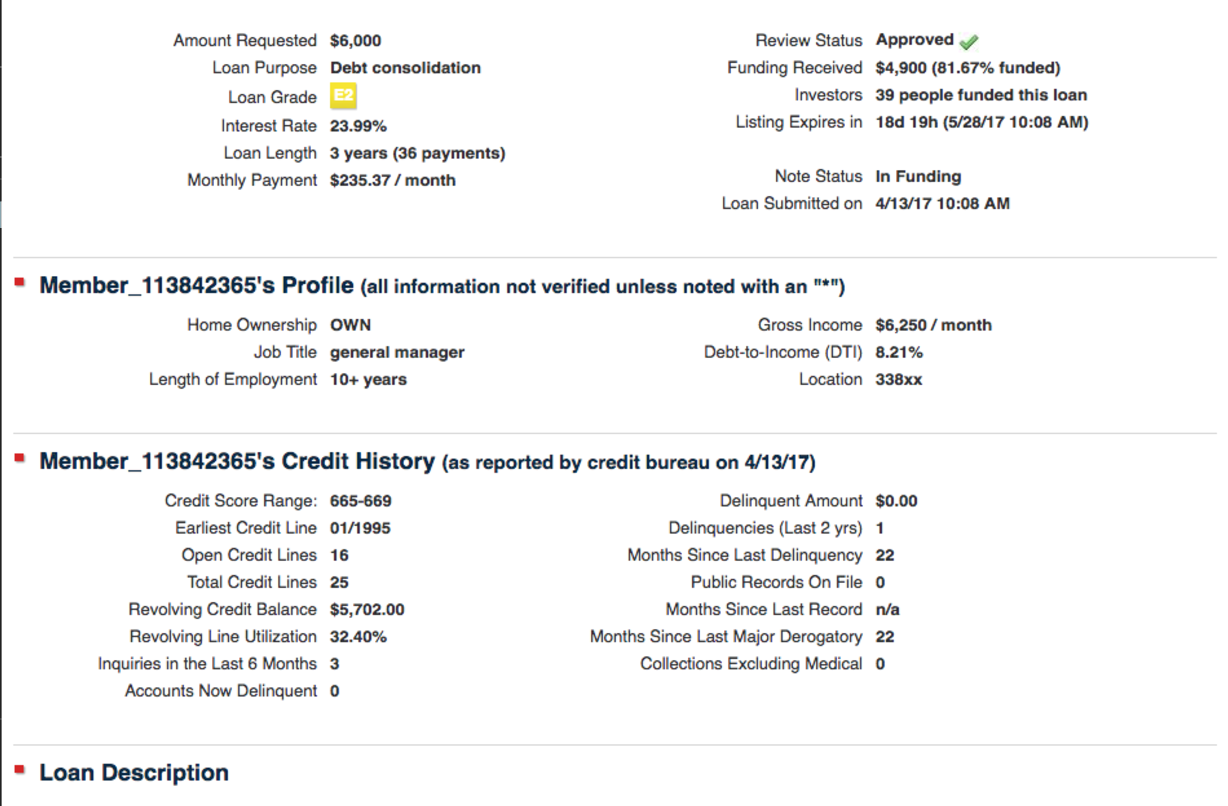 Amount Requested $6,000
Loan Purpose Debt consolidation
Loan Grade E2
Interest Rate 23.99%
Loan Length 3 years (36 payments)
Monthly Payment $235.37 / month
Review Status Approved
Funding Received $4,900 (81.67% funded)
Investors 39 people funded this loan
Listing Expires in 18d 19h (5/28/17 10:08 AM)
Note Status In Funding
Loan Submitted on 4/13/17 10:08 AM
Member_113842365's Profile (all information not verified unless noted with an "*")
Home Ownership OWN
Job Title general manager
Length of Employment 10+ years
Gross Income $6,250 / month
Debt-to-Income (DTI) 8.21%
Location 338xx
Member_113842365's Credit History (as reported by credit bureau on 4/13/17)
Credit Score Range: 665-669
Earliest Credit Line 01/1995
Open Credit Lines 16
Total Credit Lines 25
Revolving Credit Balance $5,702.00
Revolving Line Utilization 32.40%
Inquiries in the Last 6 Months 3
Accounts Now Delinquent 0
Delinquent Amount $0.00
Delinquencies (Last 2 yrs) 1
Months Since Last Delinquency 22
Public Records On File 0
Months Since Last Record n/a
Months Since Last Major Derogatory 22
Collections Excluding Medical 0
Loan Description